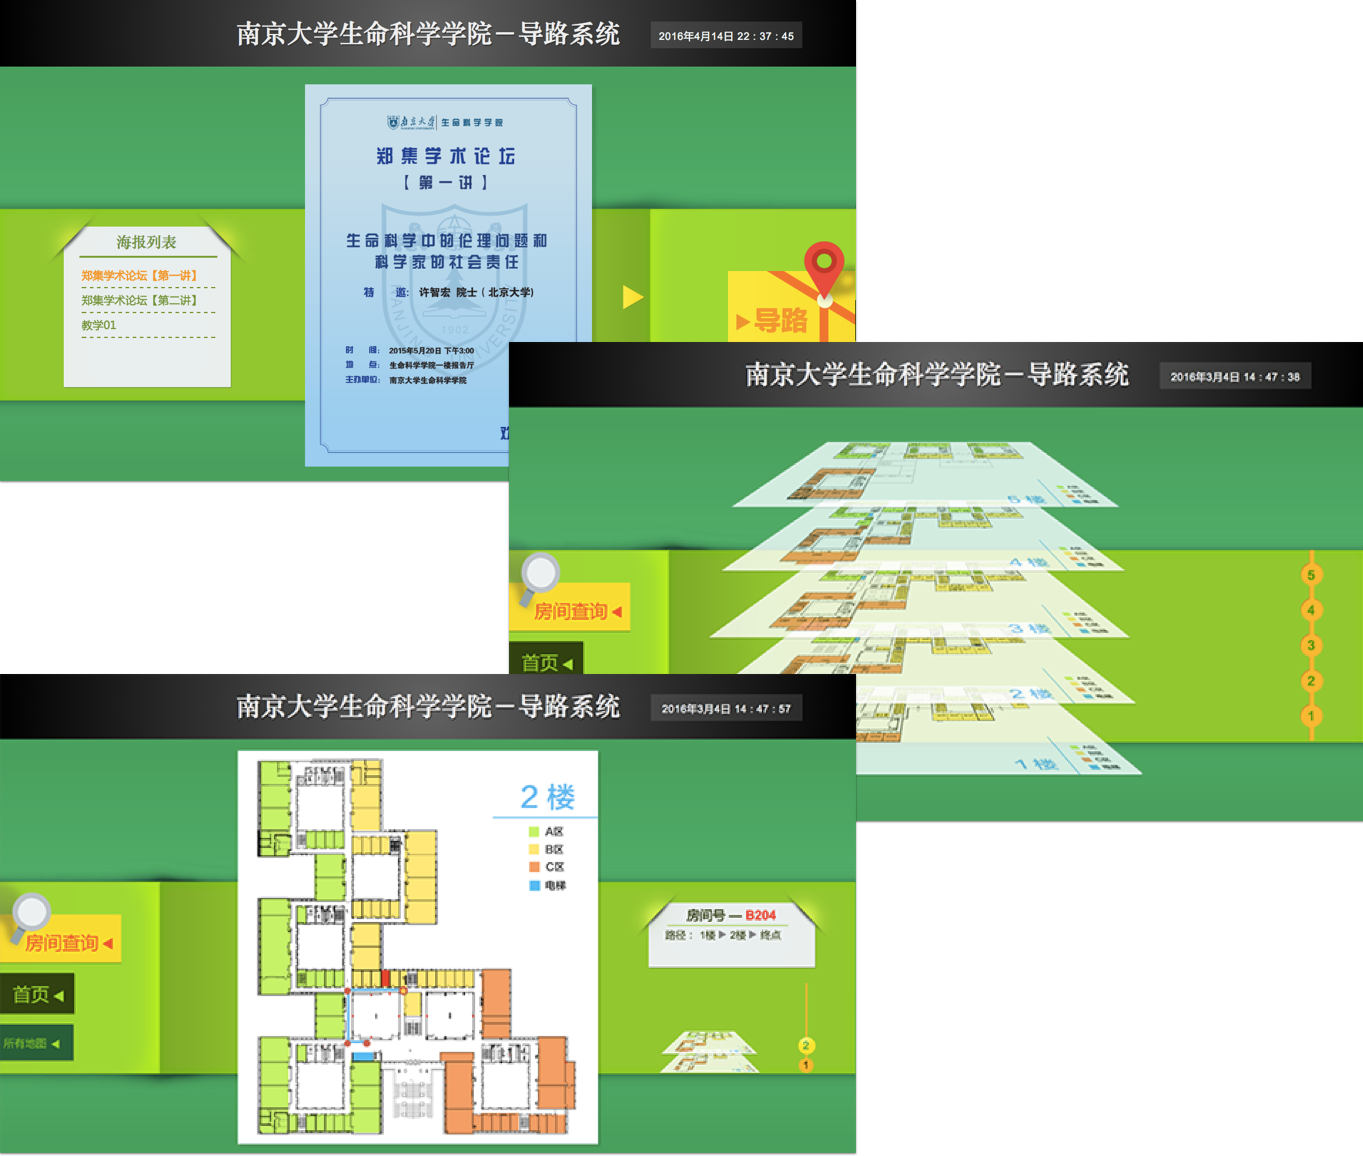 南京大学生命科学学院－导路系统
2016年4月14日 22：37：45
南京大学 生命科学学院
郑集学术论坛
【第一讲】
生命科学中的伦理问题和
科学家的社会责任
特 邀： 许智宏 院士（北京大学）
1902
时 间： 2015年5月20日 下午3:00
地 点： 生命科学学院一楼报告厅
主办单位： 南京大学生命科学学院
海报列表
郑集学术论坛【第一讲】
郑集学术论坛【第二讲】
教学01
导路
南京大学生命科学学院－导路系统
2016年3月4日 14：47：38
5 楼
4 楼
3 楼
2 楼
1 楼
房间查询
首页
5
4
3
2
1
南京大学生命科学学院－导路系统
2016年3月4日 14：47：57
2 楼
A区
B区
C区
电梯
房间查询
首页
所有地图
房间号 — B204
路径： 1楼 ▶ 2楼 ▶ 终点
2
1